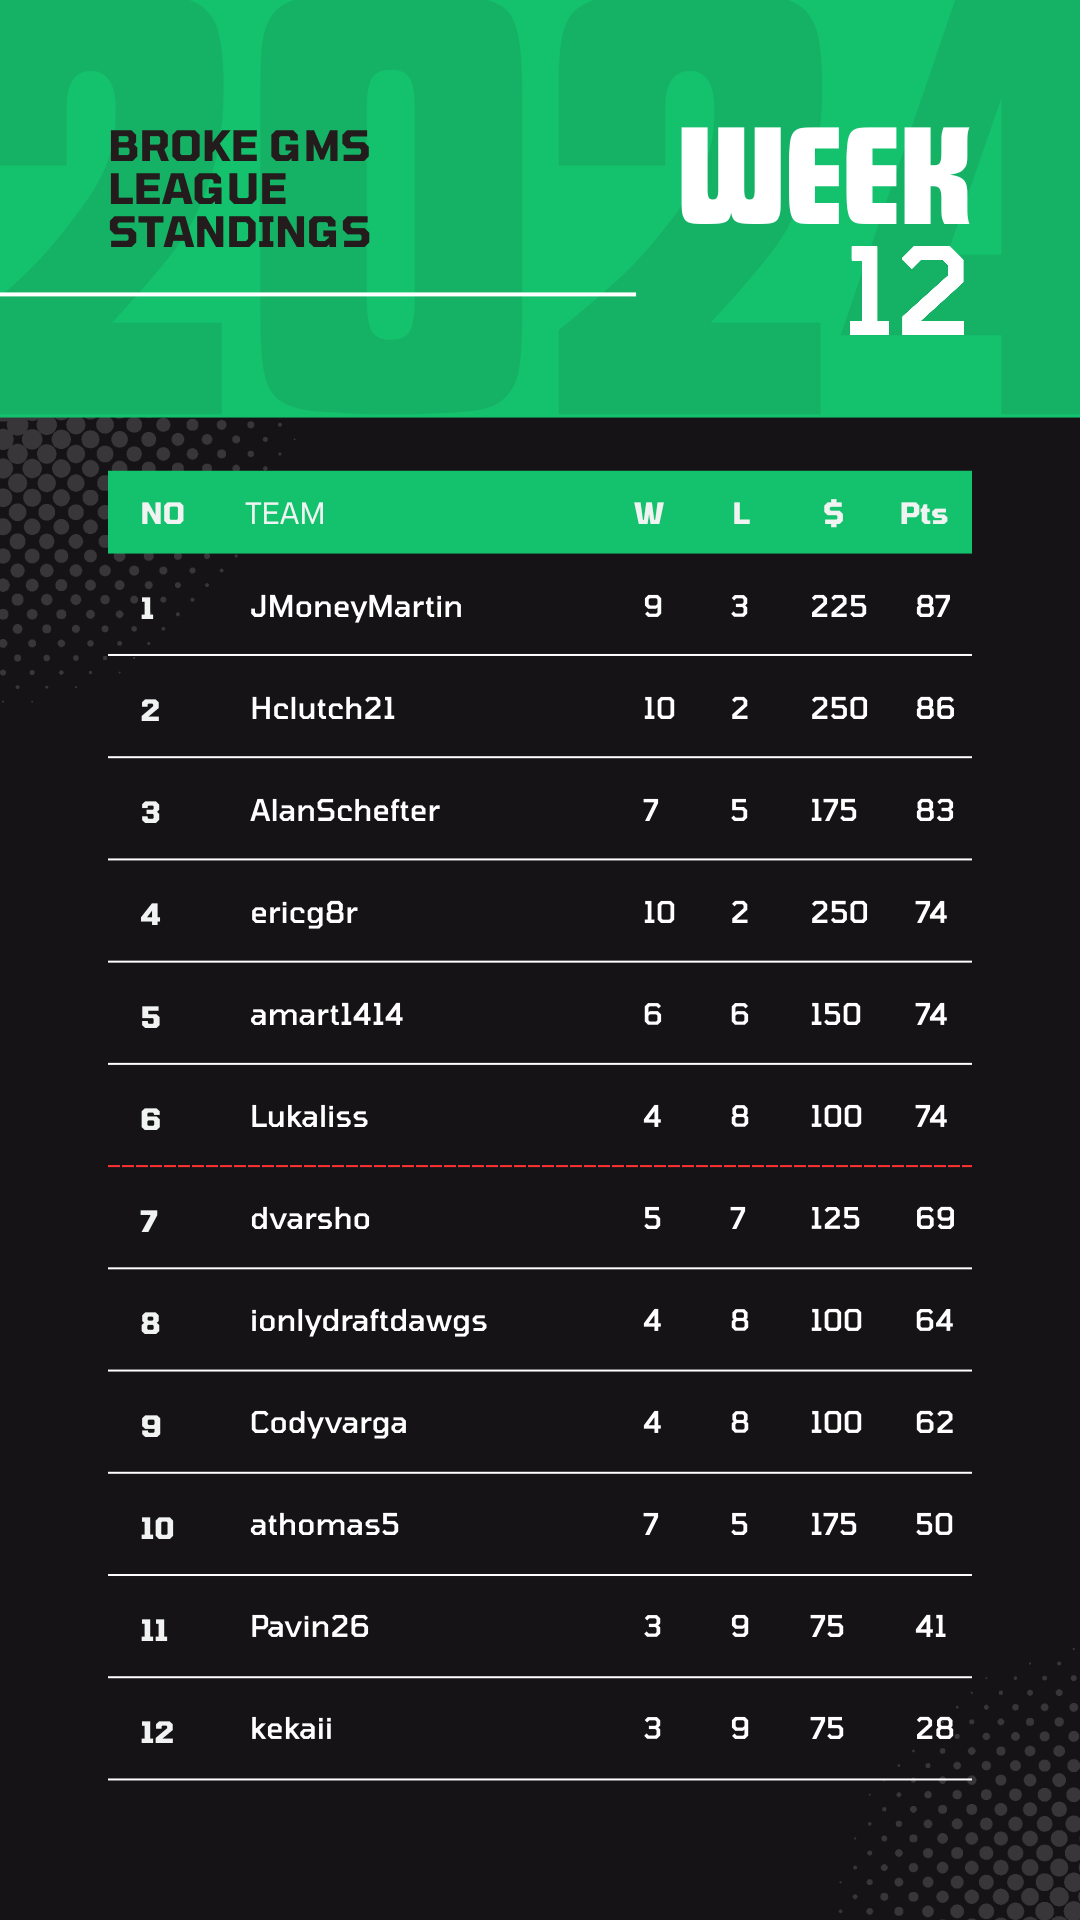 2024
BROKE GMS
LEAGUE
STANDINGS
WEEK
12
NO TEAM W L $ Pts
1 JMoneyMartin 9 3 225 87
2 Hclutch21 10 2 250 86
3 AlanSchefter 7 5 175 83
4 ericg8r 10 2 250 74
5 amart1414 6 6 150 74
6 Lukaliss 4 8 100 74
7 dvarsho 5 7 125 69
8 ionlydraftdawgs 4 8 100 64
9 Codyvarga 4 8 100 62
10 athomas5 7 5 175 50
11 Pavin26 3 9 75 41
12 kekaii 3 9 75 28